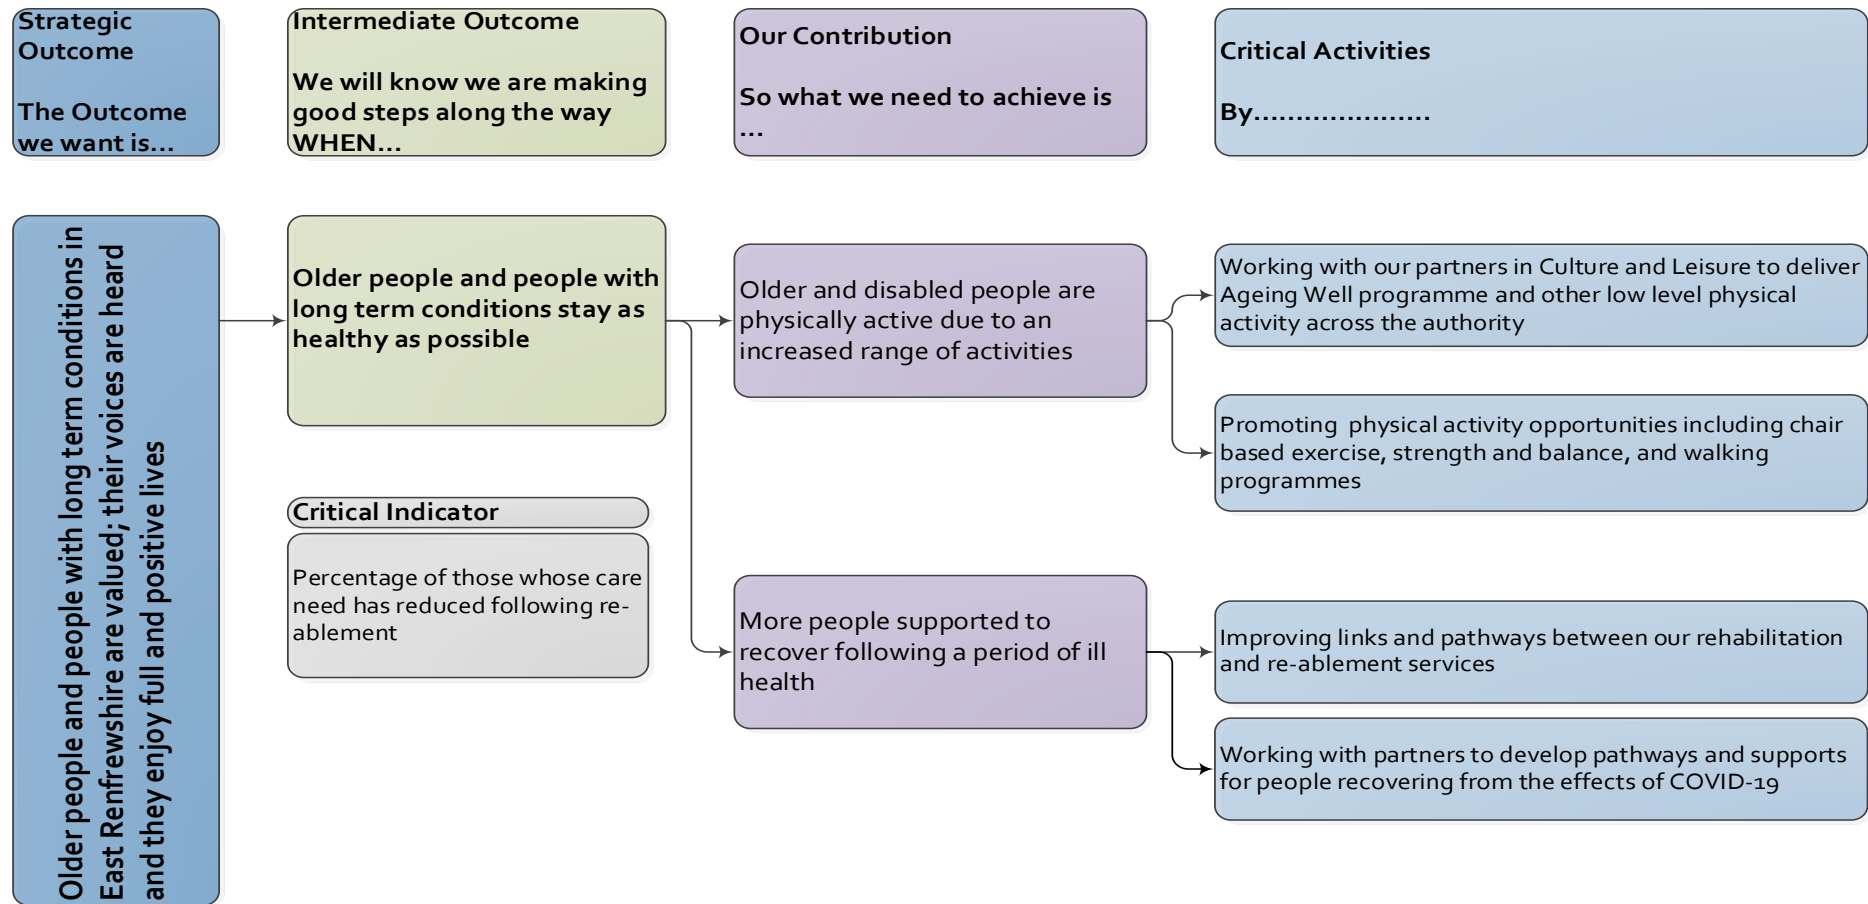 Strategic
Outcome
The Outcome
we want is...
Intermediate Outcome
We will know we are making
good steps along the way
WHEN...
Our Contribution
So what we need to achieve is
...
Critical Activities
By.....................
Older people and people with long term conditions in
East Renfrewshire are valued; their voices are heard
and they enjoy full and positive lives
Older people and people with
long term conditions stay as
healthy as possible
Critical Indicator
Percentage of those whose care
need has reduced following re-
ablement
Older and disabled people are
physically active due to an
increased range of activities
Working with our partners in Culture and Leisure to deliver
Ageing Well programme and other low level physical
activity across the authority
Promoting  physical activity opportunities including chair
based exercise, strength and balance, and walking
programmes
More people supported to
recover following a period of ill
health
Improving links and pathways between our rehabilitation
and re-ablement services
Working with partners to develop pathways and supports
for people recovering from the effects of COVID-19